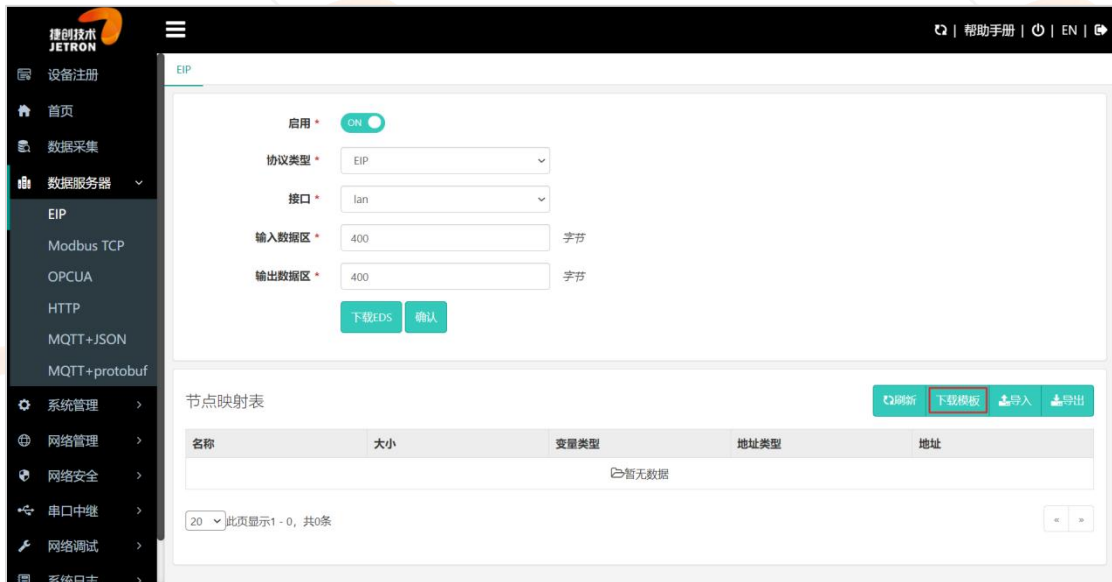 捷创技术
JETRON
| 帮助手册 | | EN |
设备注册
首页
数据采集
数据服务器
EIP
Modbus TCP
OPCUA
HTTP
MQTT+JSON
MQTT+protobuf
系统管理
网络管理
网络安全
串口中继
网络调试
系统日志
EIP
启用 * ON
协议类型 * EIP
接口 * lan
输入数据区 * 400 字节
输出数据区 * 400 字节
下载EDS 确认
节点映射表 刷新 下载模板 导入 导出
名称 大小 变量类型 地址类型 地址
暂无数据
20 此页显示1 - 0, 共0条 « »